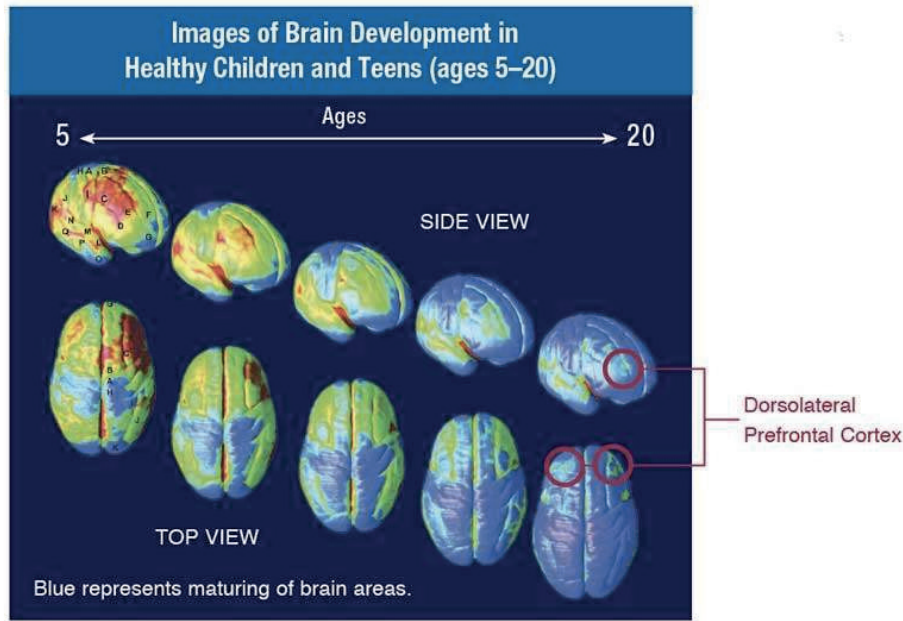 Images of Brain Development in
Healthy Children and Teens (ages 5–20)
Ages
5
20
H A G
I
J
C
K
E
F
N
D
Q
M
G
P
L
O
SIDE VIEW
G
C
B
A
H
J
K
Dorsolateral
Prefrontal Cortex
TOP VIEW
Blue represents maturing of brain areas.